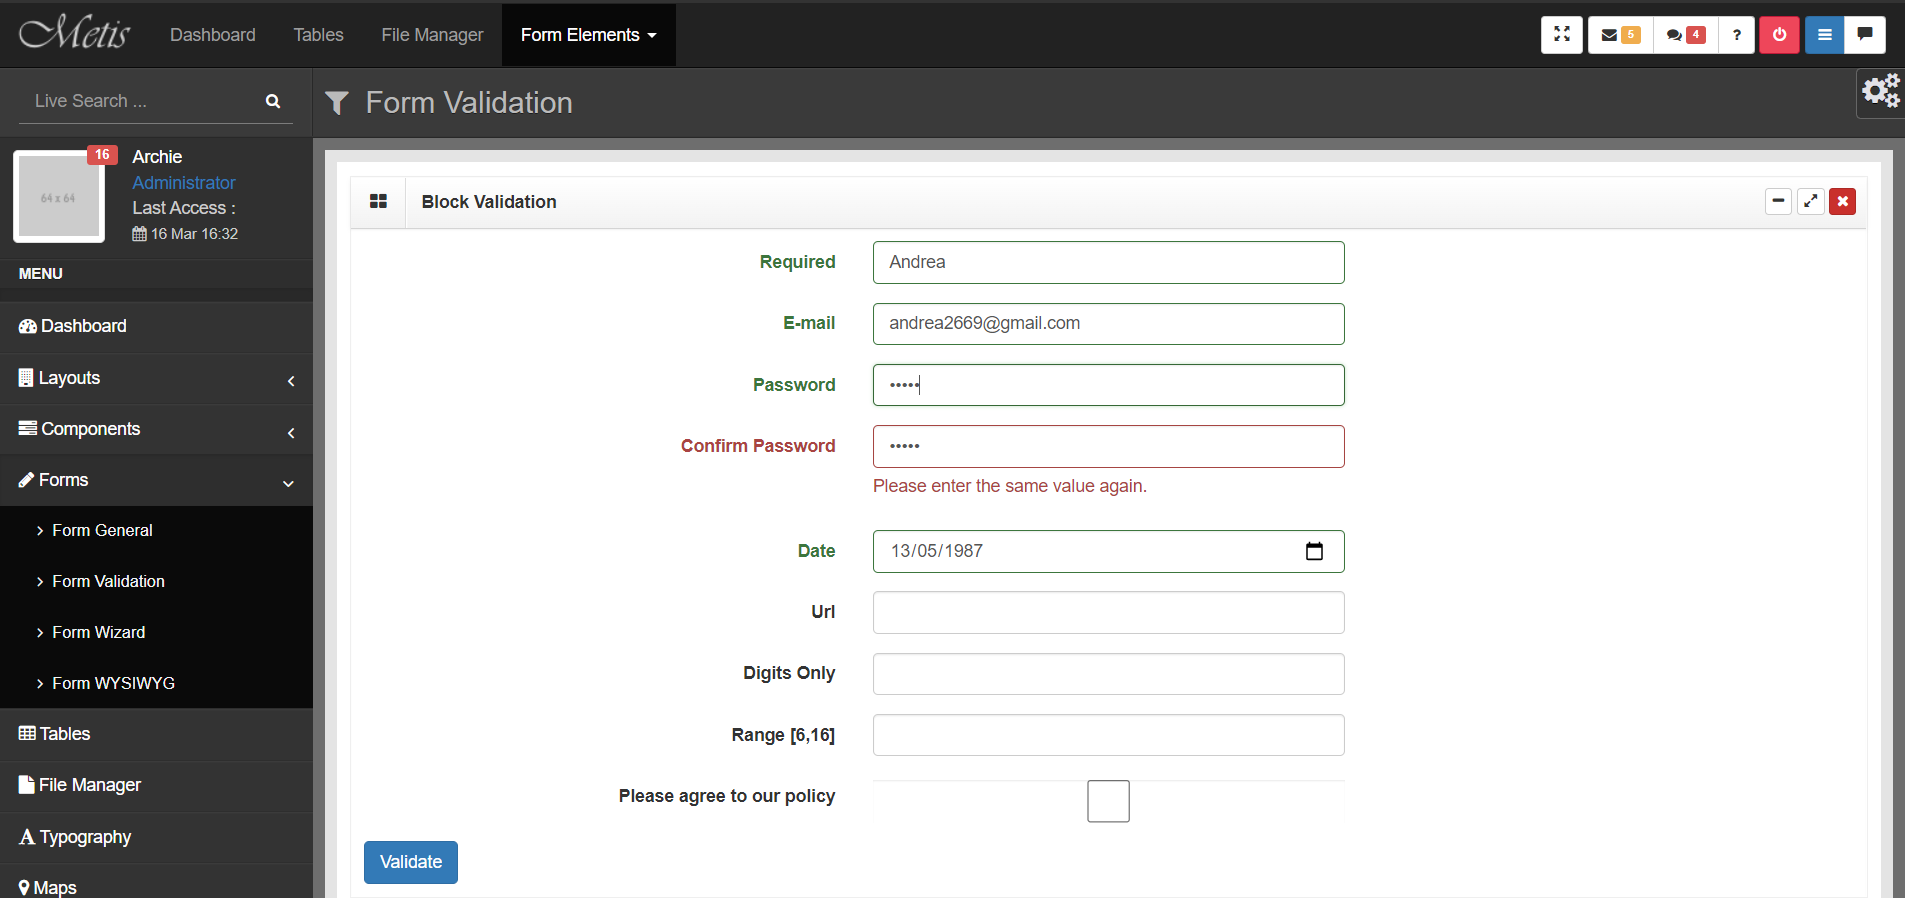 Metis
Dashboard
Tables
File Manager
Form Elements
5
4
?
Live Search ...
Form Validation
16
64 x 64
Archie
Administrator
Last Access :
16 Mar 16:32
MENU
Dashboard
Layouts
Components
Forms
Form General
Form Validation
Form Wizard
Form WYSIWYG
Tables
File Manager
Typography
Maps
Block Validation
Required
Andrea
E-mail
andrea2669@gmail.com
Password
•••••
Confirm Password
•••••
Please enter the same value again.
Date
13/05/1987
Url
Digits Only
Range [6,16]
Please agree to our policy
Validate